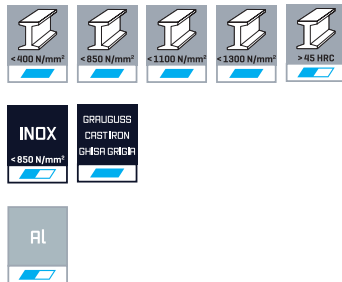 <400 N/mm² <850 N/mm² <1100 N/mm² <1300 N/mm² >45 HRC
INOX
<850 N/mm²
GRAUGUSS
CAST IRON
GHISA GRIGIA
Al